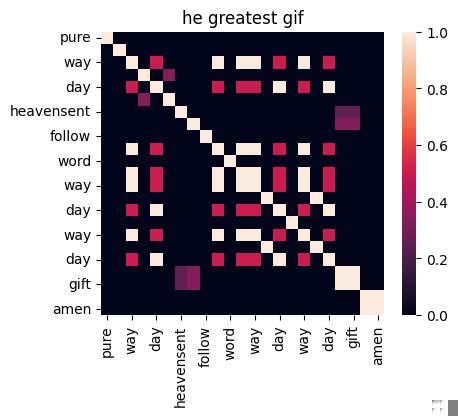 he greatest gif
pure
way
day
heavensent
follow
word
way
day
way
day
gift
amen
1.0
0.8
0.6
0.4
0.2
0.0
pure
way
day
heavensent
follow
word
way
day
way
day
gift
amen